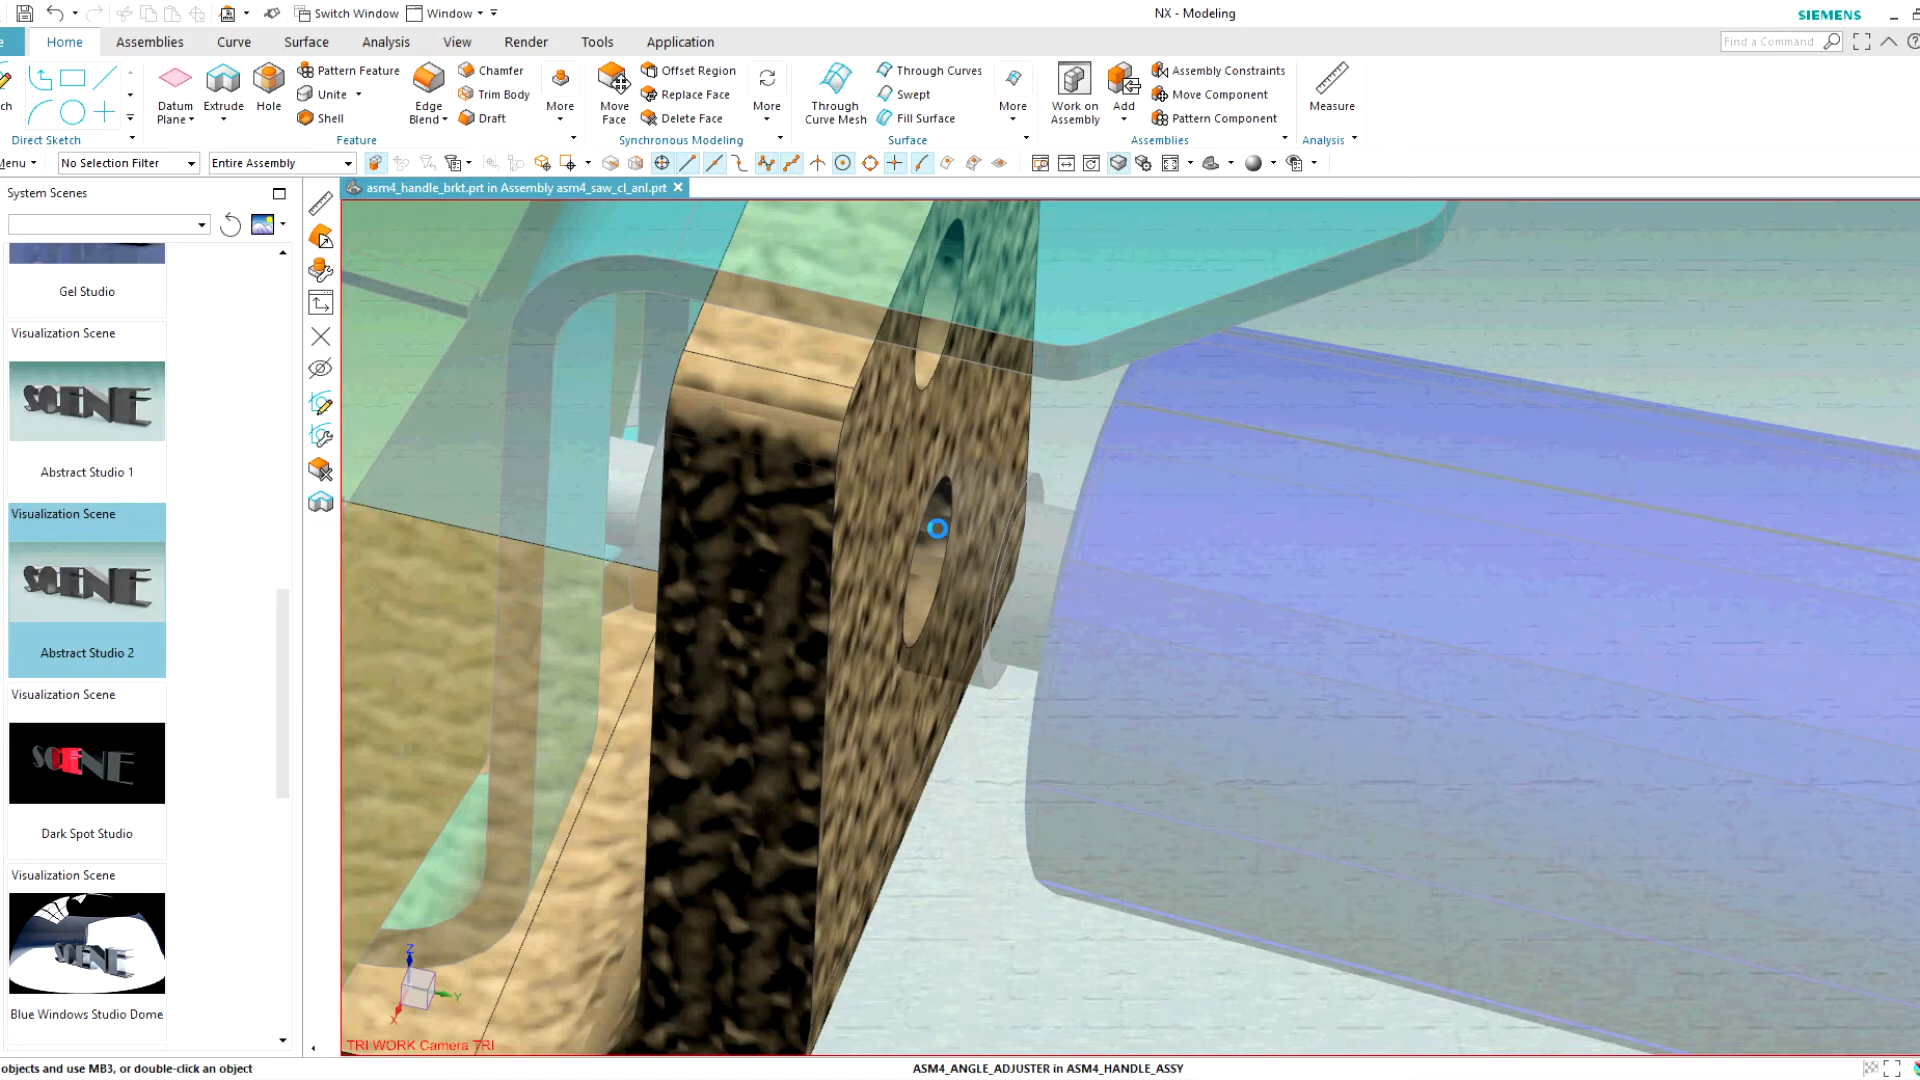 Switch Window
Window
NX - Modeling
SIEMENS
Home
Assemblies
Curve
Surface
Analysis
View
Render
Tools
Application
Find a Command
Datum Plane
Extrude
Hole
Pattern Feature
Unite
Shell
Edge Blend
Chamfer
Trim Body
Draft
More
Move Face
Offset Region
Replace Face
Delete Face
More
Through Curve Mesh
Through Curves
Swept
Fill Surface
More
Work on Assembly
Add
Assembly Constraints
Move Component
Pattern Component
Measure
Direct Sketch
Feature
Synchronous Modeling
Surface
Assemblies
Analysis
No Selection Filter
Entire Assembly
System Scenes
asm4_handle_brkt.prt in Assembly asm4_saw_cl_anl.prt
Gel Studio
Visualization Scene
SCENE
Abstract Studio 1
Visualization Scene
SCENE
Abstract Studio 2
Visualization Scene
SCENE
Dark Spot Studio
Visualization Scene
SCENE
Blue Windows Studio Dome
Z
Y
X
TRI WORK Camera TRI
objects and use MB3, or double-click an object
ASM4_ANGLE_ADJUSTER in ASM4_HANDLE_ASSY